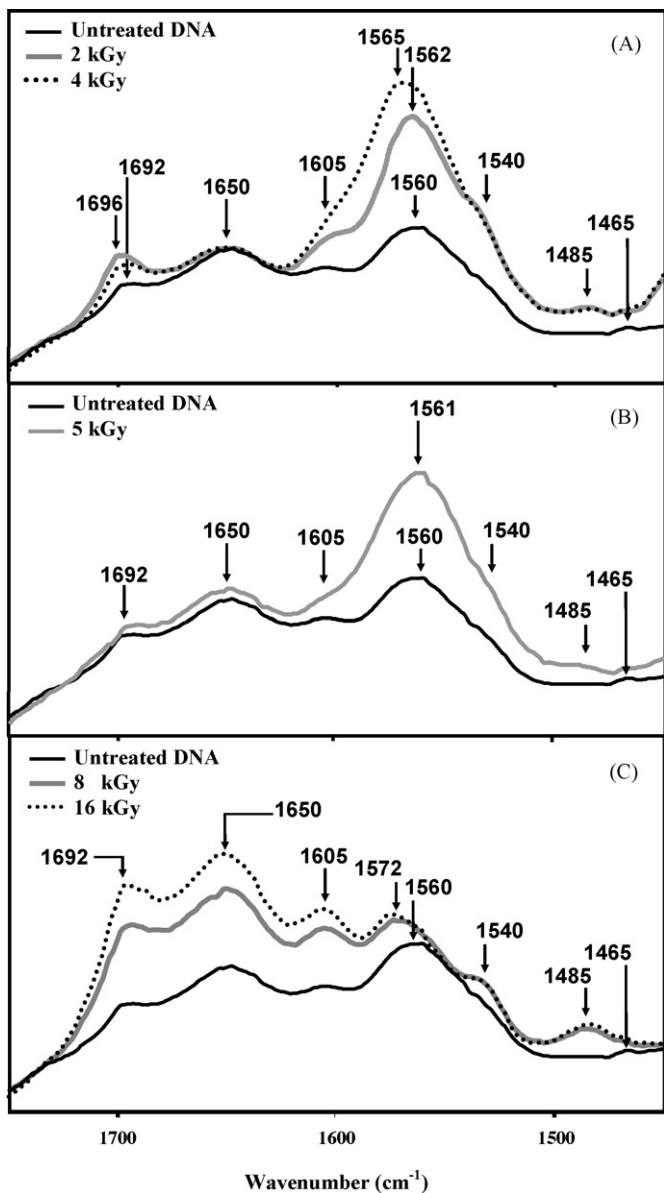 Untreated DNA
2 kGy
4 kGy
(A)
1565
1562
1605
1692
1696
1650
1560
1540
1485
1465
Untreated DNA
5 kGy
(B)
1561
1692
1650
1605
1560
1540
1485
1465
Untreated DNA
8 kGy
16 kGy
(C)
1692
1650
1605
1572
1560
1540
1485
1465
1700
1600
1500
Wavenumber (cm⁻¹)